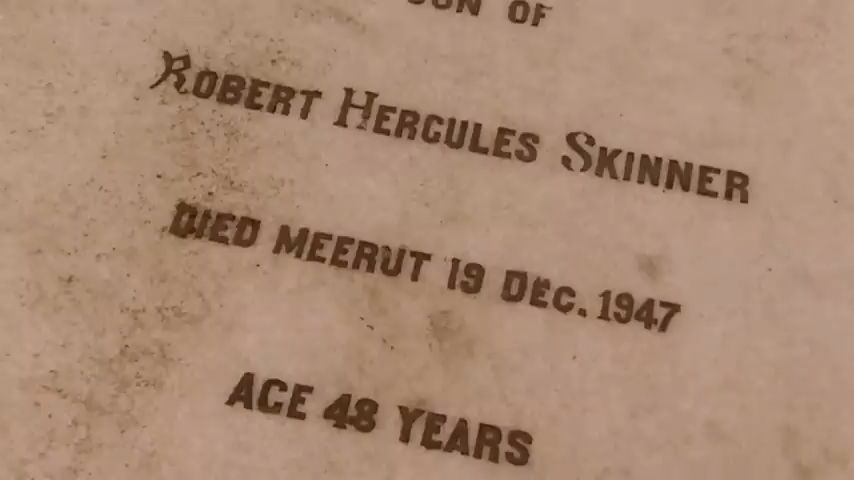 SON OF
ROBERT HERCULES SKINNER
DIED MEERUT 19 DEC. 1947
AGE 48 YEARS